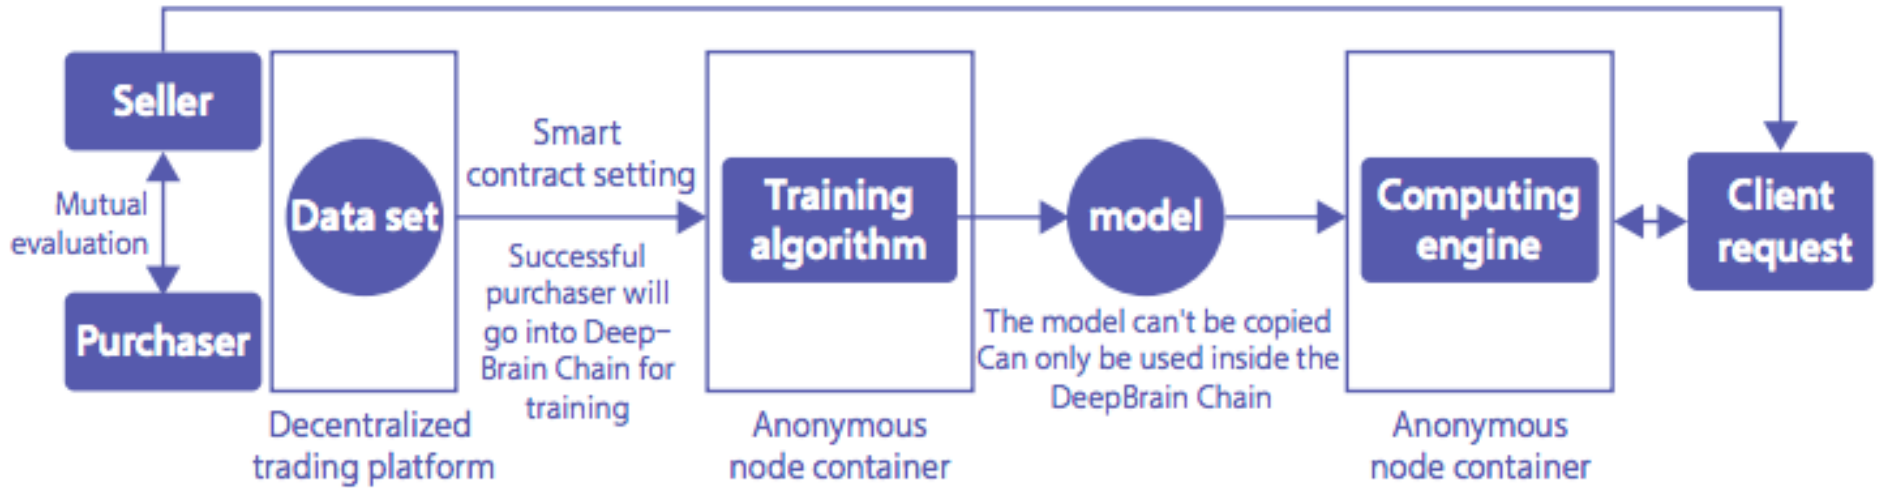 Seller
Mutual
evaluation
Purchaser
Data set
Decentralized
trading platform
Smart
contract setting
Successful
purchaser will
go into Deep–
Brain Chain for
training
Training
algorithm
Anonymous
node container
model
The model can't be copied
Can only be used inside the
DeepBrain Chain
Computing
engine
Anonymous
node container
Client
request